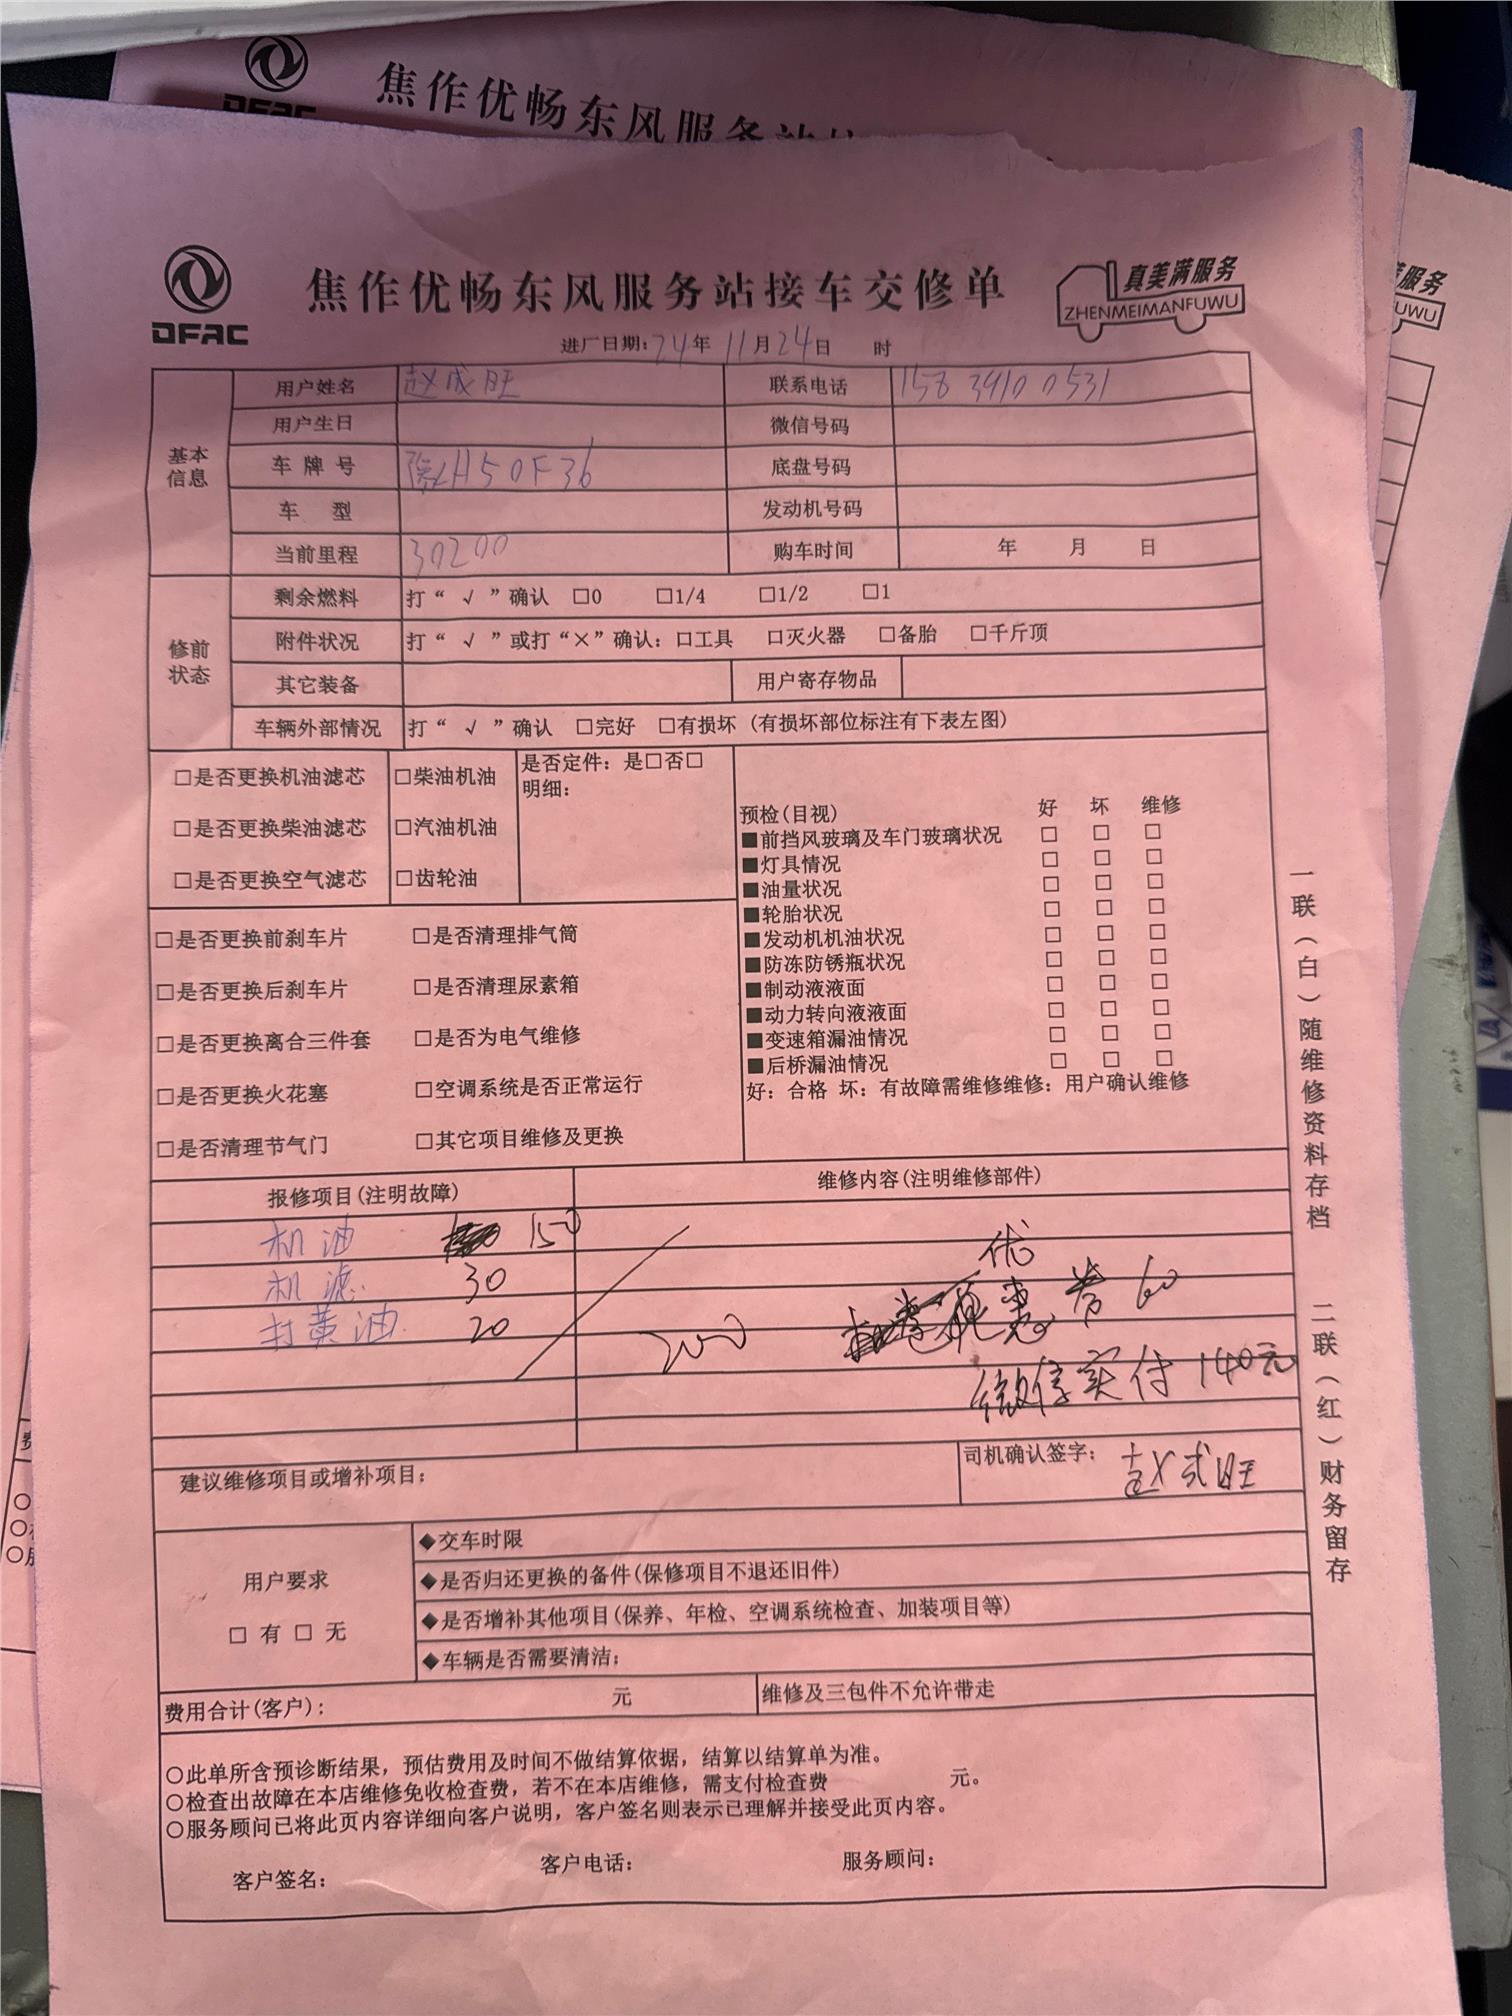 DFAC
焦作优畅东风服务站
DFAC
焦作优畅东风服务站接车交修单
真美满服务
ZHENMEIMANFUWU
服务
UWU
进厂日期: 24年 11月24日 时
基本信息
用户姓名 赵成旺 联系电话 158 3910 0531
用户生日 微信号码
车牌号 豫H50F36 底盘号码
车 型 发动机号码
当前里程 30200 购车时间 年 月 日
修前状态
剩余燃料 打“ √ ”确认 □0 □1/4 □1/2 □1
附件状况 打“ √ ”或打“×”确认: □工具 □灭火器 □备胎 □千斤顶
其它装备 用户寄存物品
车辆外部情况 打“ √ ”确认 □完好 □有损坏 (有损坏部位标注有下表左图)
□是否更换机油滤芯 □柴油机油
□是否更换柴油滤芯 □汽油机油
□是否更换空气滤芯 □齿轮油
是否定件: 是□否□
明细:
□是否更换前刹车片 □是否清理排气筒
□是否更换后刹车片 □是否清理尿素箱
□是否更换离合三件套 □是否为电气维修
□是否更换火花塞 □空调系统是否正常运行
□是否清理节气门 □其它项目维修及更换
预检(目视) 好 坏 维修
■前挡风玻璃及车门玻璃状况 □ □ □
■灯具情况 □ □ □
■油量状况 □ □ □
■轮胎状况 □ □ □
■发动机机油状况 □ □ □
■防冻防锈瓶状况 □ □ □
■制动液液面 □ □ □
■动力转向液液面 □ □ □
■变速箱漏油情况 □ □ □
■后桥漏油情况 □ □ □
好: 合格 坏: 有故障需维修维修: 用户确认维修
报修项目(注明故障) 维修内容(注明维修部件)
机油 150
机滤 30
打黄油 20
200
优惠券 60
微信实付 140元
建议维修项目或增补项目:
司机确认签字: 赵成旺
用户要求
□ 有 □ 无
◆交车时限
◆是否归还更换的备件(保修项目不退还旧件)
◆是否增补其他项目(保养、年检、空调系统检查、加装项目等)
◆车辆是否需要清洁;
费用合计(客户): 元 维修及三包件不允许带走
○此单所含预诊断结果，预估费用及时间不做结算依据，结算以结算单为准。
○检查出故障在本店维修免收检查费，若不在本店维修，需支付检查费 元。
○服务顾问已将此页内容详细向客户说明，客户签名则表示已理解并接受此页内容。
客户签名: 客户电话: 服务顾问:
一联(白)随维修资料存档 二联(红)财务留存